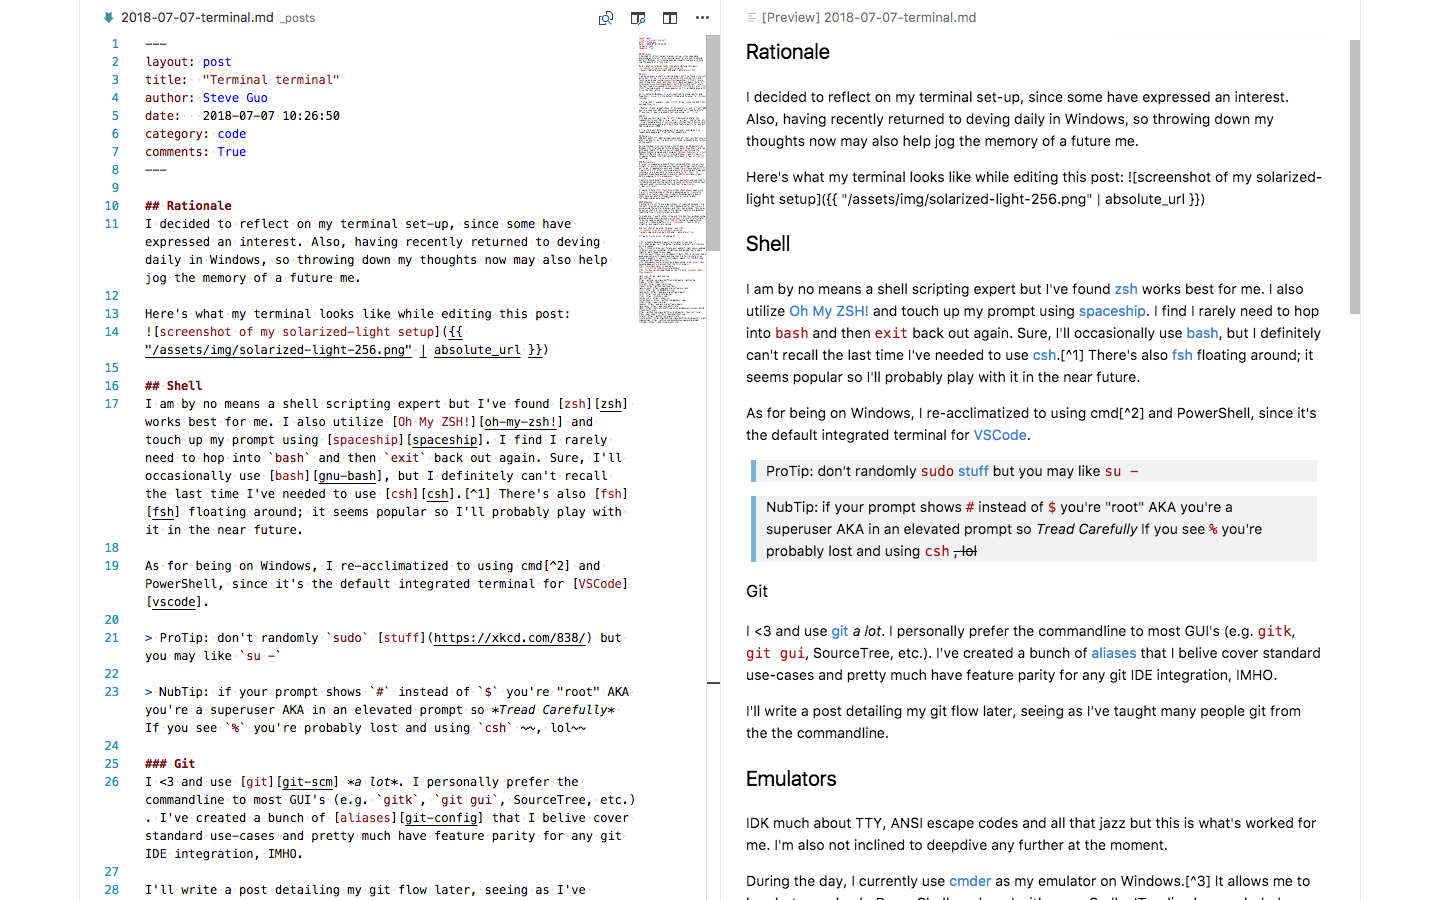 2018-07-07-terminal.md _posts
1 ---
2 layout: post
3 title: "Terminal terminal"
4 author: Steve Guo
5 date: 2018-07-07 10:26:50
6 category: code
7 comments: True
8 ---
9
10 ## Rationale
11 I decided to reflect on my terminal set-up, since some have
expressed an interest. Also, having recently returned to deving
daily in Windows, so throwing down my thoughts now may also help
jog the memory of a future me.
12
13 Here's what my terminal looks like while editing this post:
14 ![screenshot of my solarized-light setup]({{
"/assets/img/solarized-light-256.png" | absolute_url }})
15
16 ## Shell
17 I am by no means a shell scripting expert but I've found [zsh][zsh]
works best for me. I also utilize [Oh My ZSH!][oh-my-zsh!] and
touch up my prompt using [spaceship][spaceship]. I find I rarely
need to hop into `bash` and then `exit` back out again. Sure, I'll
occasionally use [bash][gnu-bash], but I definitely can't recall
the last time I've needed to use [csh][csh].[^1] There's also [fsh]
[fsh] floating around; it seems popular so I'll probably play with
it in the near future.
18
19 As for being on Windows, I re-acclimatized to using cmd[^2] and
PowerShell, since it's the default integrated terminal for [VSCode]
[vscode].
20
21 > ProTip: don't randomly `sudo` [stuff](https://xkcd.com/838/) but
you may like `su -`
22
23 > NubTip: if your prompt shows `#` instead of `$` you're "root" AKA
you're a superuser AKA in an elevated prompt so *Tread Carefully*
If you see `%` you're probably lost and using `csh` ~~, lol~~
24
25 ### Git
26 I <3 and use [git][git-scm] *a lot*. I personally prefer the
commandline to most GUI's (e.g. `gitk`, `git gui`, SourceTree, etc.)
. I've created a bunch of [aliases][git-config] that I belive cover
standard use-cases and pretty much have feature parity for any git
IDE integration, IMHO.
27
28 I'll write a post detailing my git flow later, seeing as I've
[Preview] 2018-07-07-terminal.md
Rationale
I decided to reflect on my terminal set-up, since some have expressed an interest.
Also, having recently returned to deving daily in Windows, so throwing down my
thoughts now may also help jog the memory of a future me.
Here's what my terminal looks like while editing this post: ![screenshot of my solarized-
light setup]({{ "/assets/img/solarized-light-256.png" | absolute_url }})
Shell
I am by no means a shell scripting expert but I've found zsh works best for me. I also
utilize Oh My ZSH! and touch up my prompt using spaceship. I find I rarely need to hop
into bash and then exit back out again. Sure, I'll occasionally use bash, but I definitely
can't recall the last time I've needed to use csh.[^1] There's also fsh floating around; it
seems popular so I'll probably play with it in the near future.
As for being on Windows, I re-acclimatized to using cmd[^2] and PowerShell, since it's
the default integrated terminal for VSCode.
ProTip: don't randomly sudo stuff but you may like su -
NubTip: if your prompt shows # instead of $ you're "root" AKA you're a
superuser AKA in an elevated prompt so Tread Carefully If you see % you're
probably lost and using csh , lol
Git
I <3 and use git a lot. I personally prefer the commandline to most GUI's (e.g. gitk,
git gui, SourceTree, etc.). I've created a bunch of aliases that I belive cover standard
use-cases and pretty much have feature parity for any git IDE integration, IMHO.
I'll write a post detailing my git flow later, seeing as I've taught many people git from
the the commandline.
Emulators
IDK much about TTY, ANSI escape codes and all that jazz but this is what's worked for
me. I'm also not inclined to deepdive any further at the moment.
During the day, I currently use cmder as my emulator on Windows.[^3] It allows me to